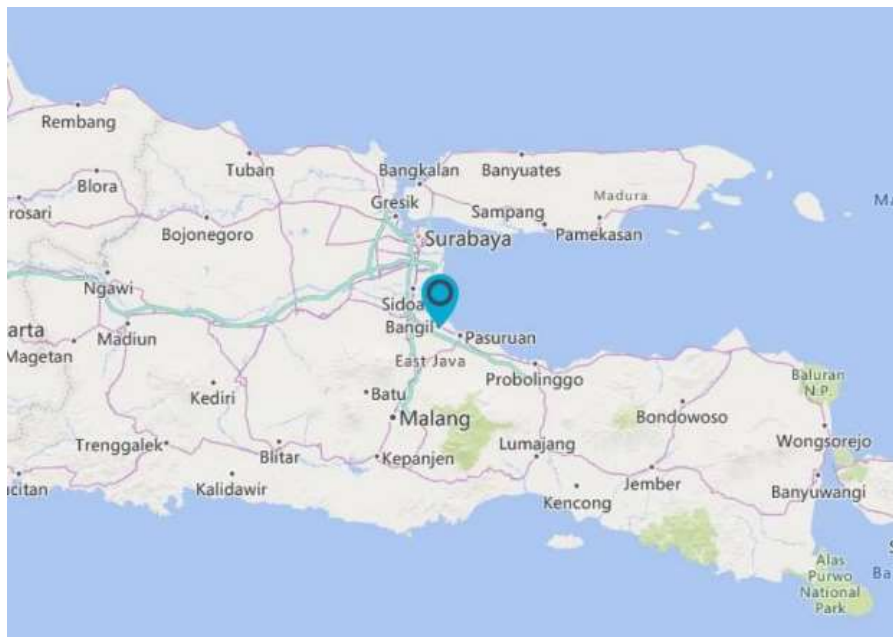 Rembang
Tuban
Bangkalan
Banyuates
Blora
Madura
rosari
Gresik
Sampang
Ma
Bojonegoro
Surabaya
Pamekasan
Ngawi
Sidoa
arta
Madiun
Bangil
Pasuruan
Magetan
East Java
Probolinggo
Baluran
N.P.
Kediri
Batu
Malang
Bondowoso
Trenggalek
Blitar
Kepanjen
Lumajang
Wongsorejo
citan
Kalidawir
Kencong
Jember
Banyuwangi
S
Alas
Purwo
National
Park
Ba